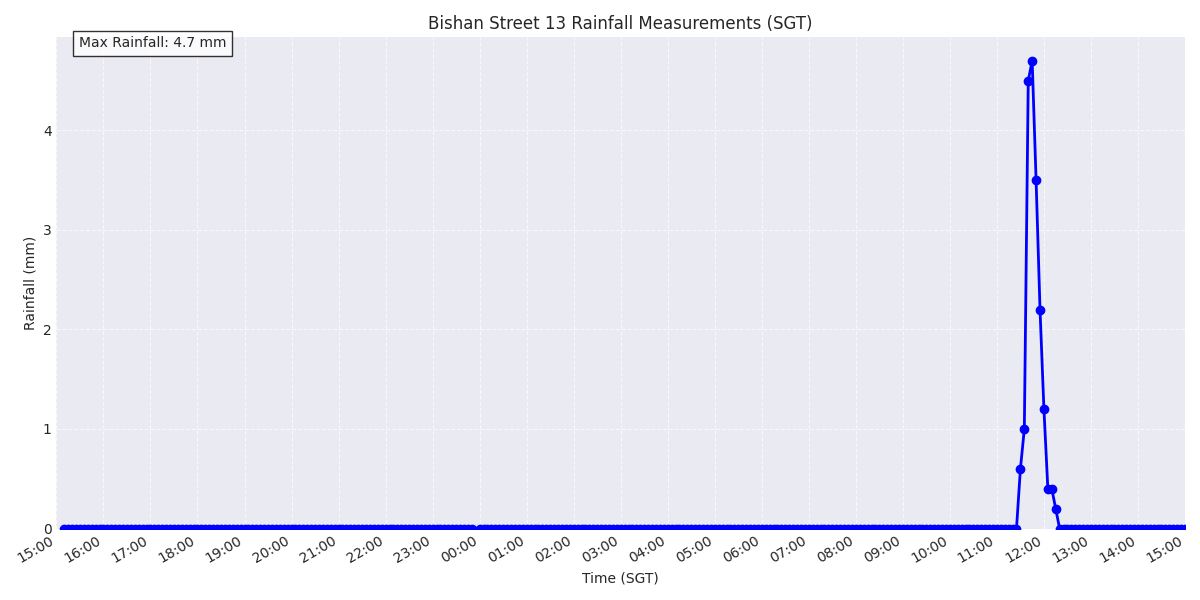 Bishan Street 13 Rainfall Measurements (SGT)
Max Rainfall: 4.7 mm
Rainfall (mm)
4
3
2
1
0
15:00 16:00 17:00 18:00 19:00 20:00 21:00 22:00 23:00 00:00 01:00 02:00 03:00 04:00 05:00 06:00 07:00 08:00 09:00 10:00 11:00 12:00 13:00 14:00 15:00
Time (SGT)